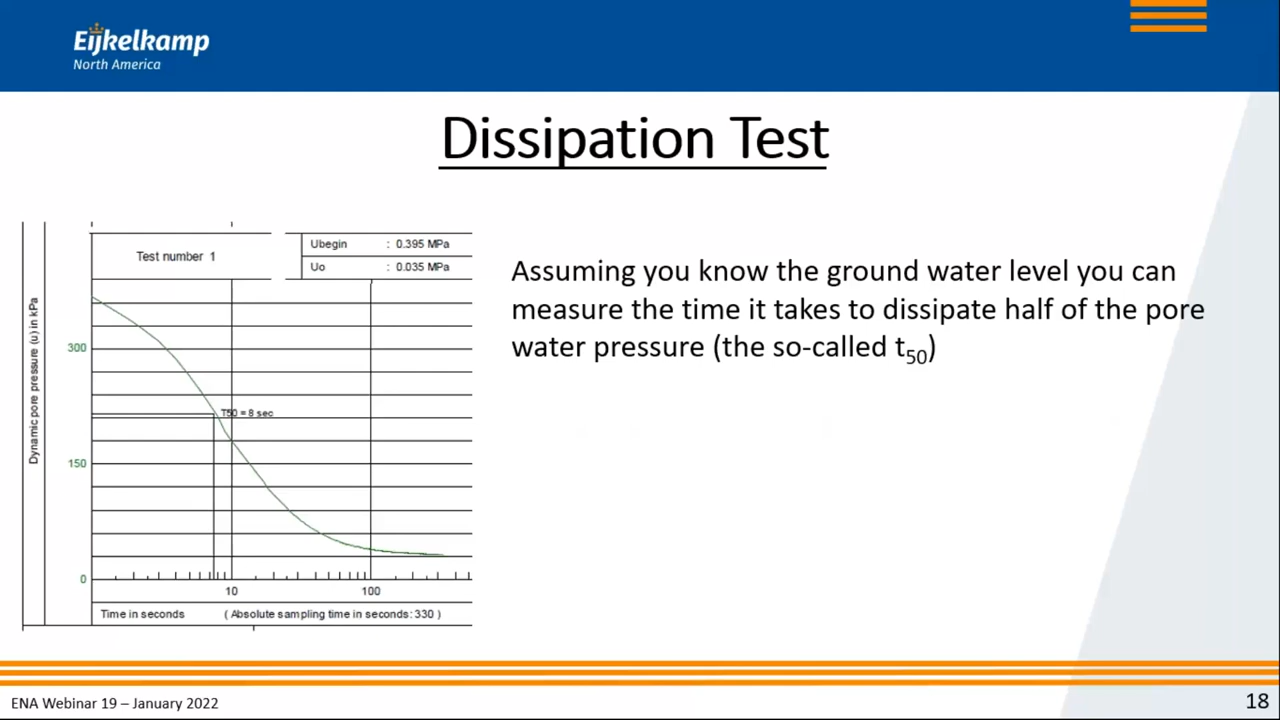 Eijkelkamp
North America
Dissipation Test
Test number 1
Ubegin : 0.395 MPa
Uo : 0.035 MPa
Dynamic pore pressure (u) in kPa
300
T50 = 8 sec
150
0
10 100
Time in seconds ( Absolute sampling time in seconds: 330 )
Assuming you know the ground water level you can
measure the time it takes to dissipate half of the pore
water pressure (the so-called t50)
ENA Webinar 19 – January 2022
18